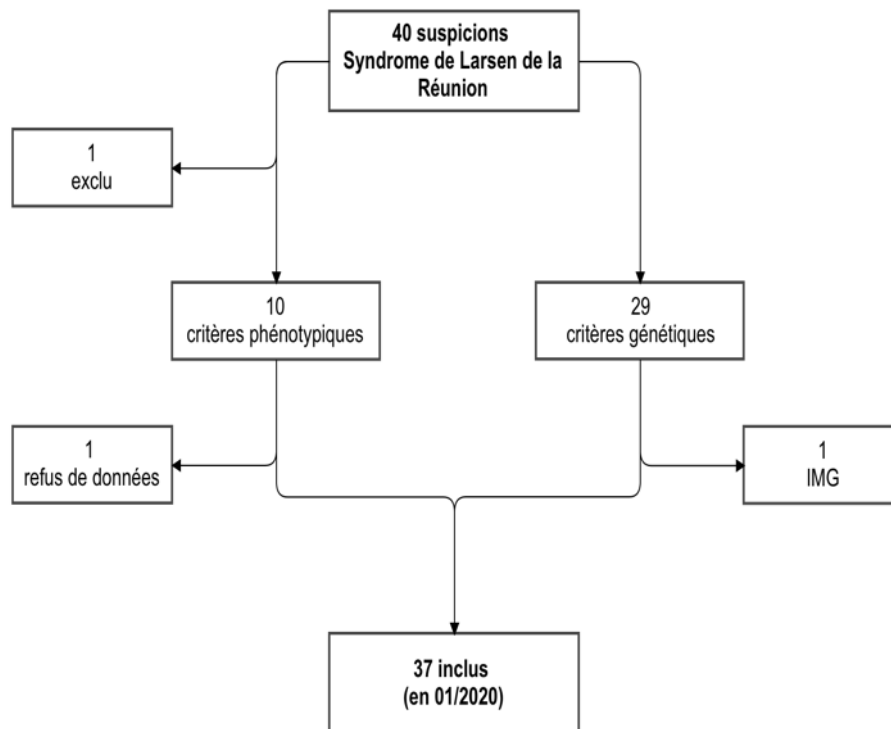 40 suspicions
Syndrome de Larsen de la
Réunion
1
exclu
10
critères phénotypiques
29
critères génétiques
1
refus de données
1
IMG
37 inclus
(en 01/2020)